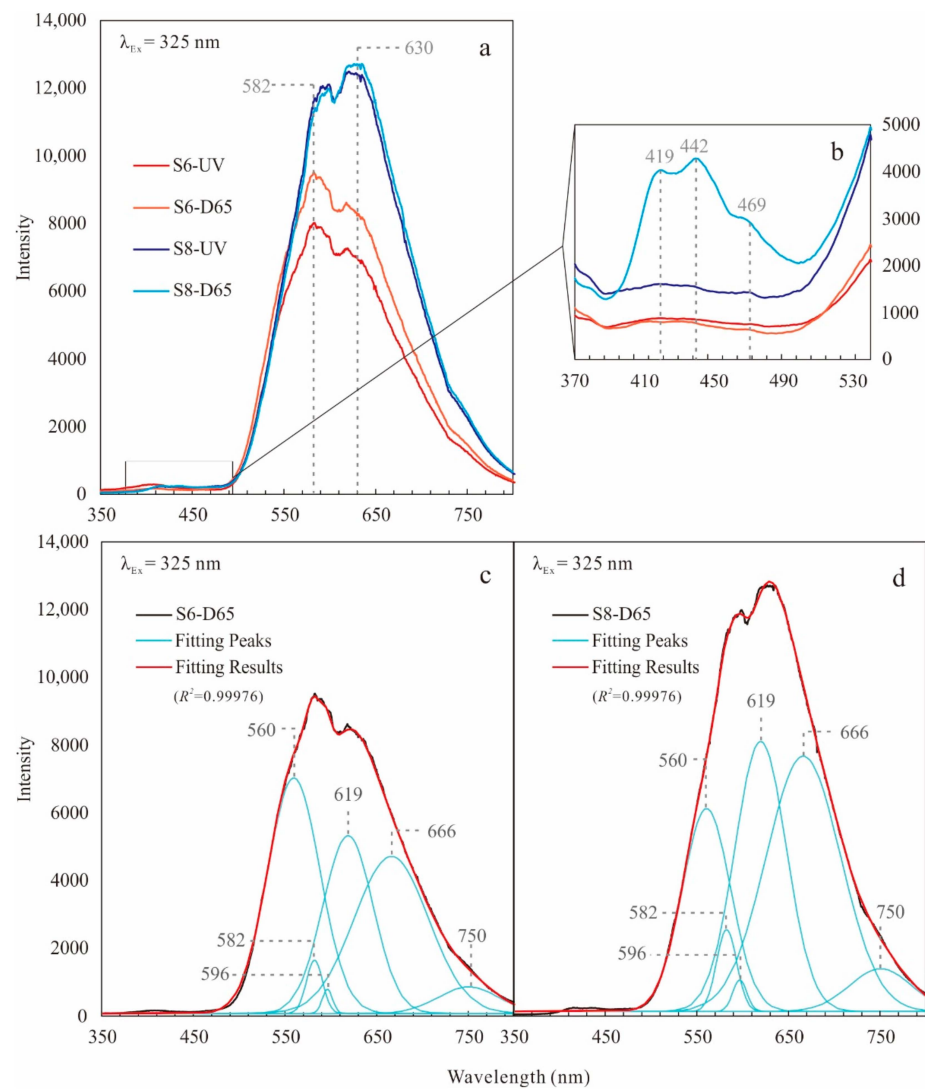 14,000
12,000
10,000
8000
6000
4000
2000
0
Intensity
λEx = 325 nm
a
630
582
S6-UV
S6-D65
S8-UV
S8-D65
350
450
550
650
750
b
419
442
469
5000
4000
3000
2000
1000
0
370
410
450
490
530
14,000
12,000
10,000
8000
6000
4000
2000
0
Intensity
λEx = 325 nm
c
S6-D65
Fitting Peaks
Fitting Results
(R²=0.99976)
560
619
666
582
596
750
350
450
550
650
750
λEx = 325 nm
d
S8-D65
Fitting Peaks
Fitting Results
(R²=0.99976)
619
666
560
582
596
750
350
450
550
650
750
Wavelength (nm)